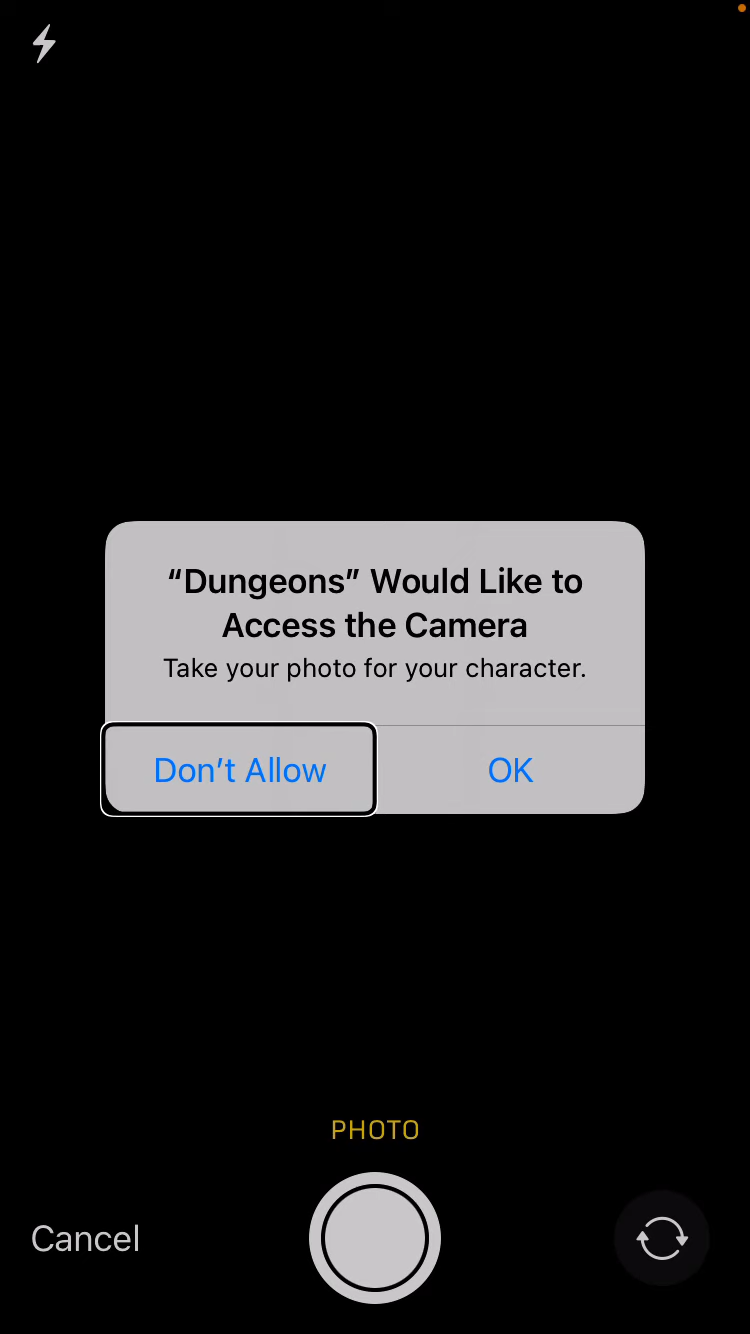 “Dungeons” Would Like to
Access the Camera
Take your photo for your character.
Don’t Allow
OK
PHOTO
Cancel